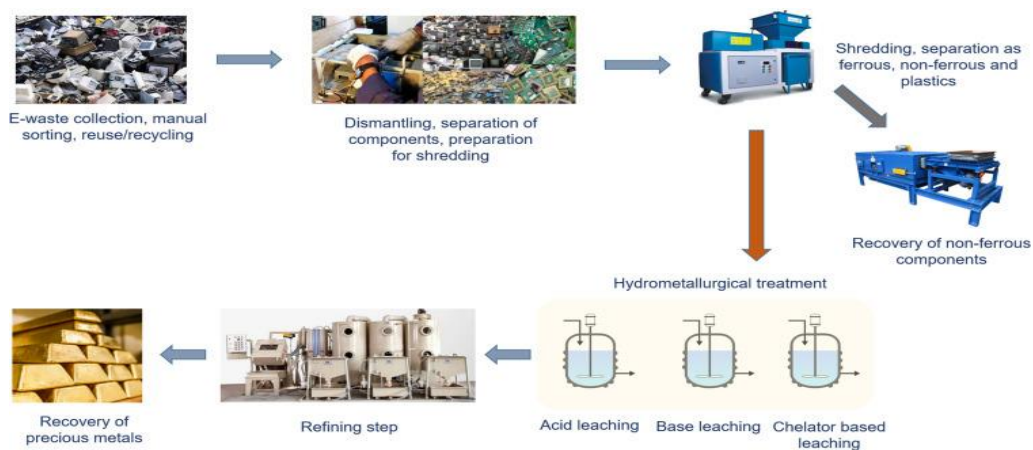 E-waste collection, manual
sorting, reuse/recycling
Dismantling, separation of
components, preparation
for shredding
Shredding, separation as
ferrous, non-ferrous and
plastics
Recovery of non-ferrous
components
Hydrometallurgical treatment
Acid leaching
Base leaching
Chelator based
leaching
Refining step
Recovery of
precious metals